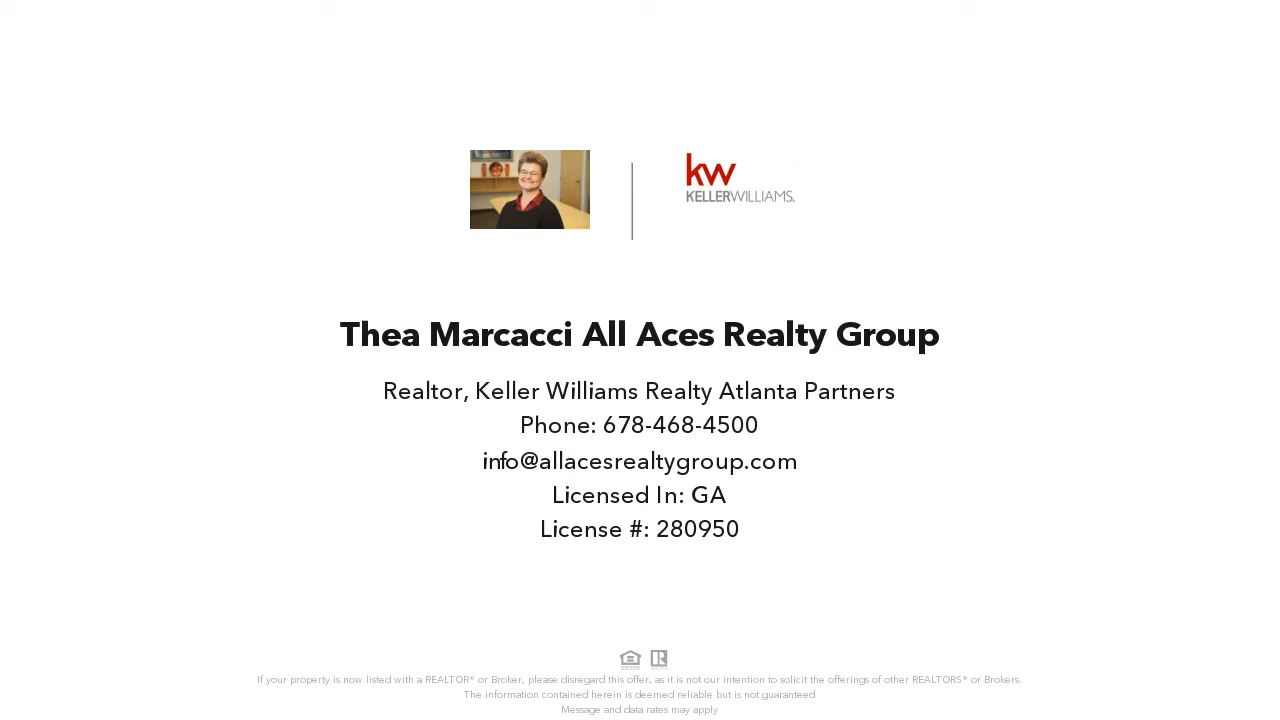 kw
KELLERWILLIAMS.
Thea Marcacci All Aces Realty Group
Realtor, Keller Williams Realty Atlanta Partners
Phone: 678-468-4500
info@allacesrealtygroup.com
Licensed In: GA
License #: 280950
If your property is now listed with a REALTOR® or Broker, please disregard this offer, as it is not our intention to solicit the offerings of other REALTORS® or Brokers.
The information contained herein is deemed reliable but is not guaranteed
Message and data rates may apply